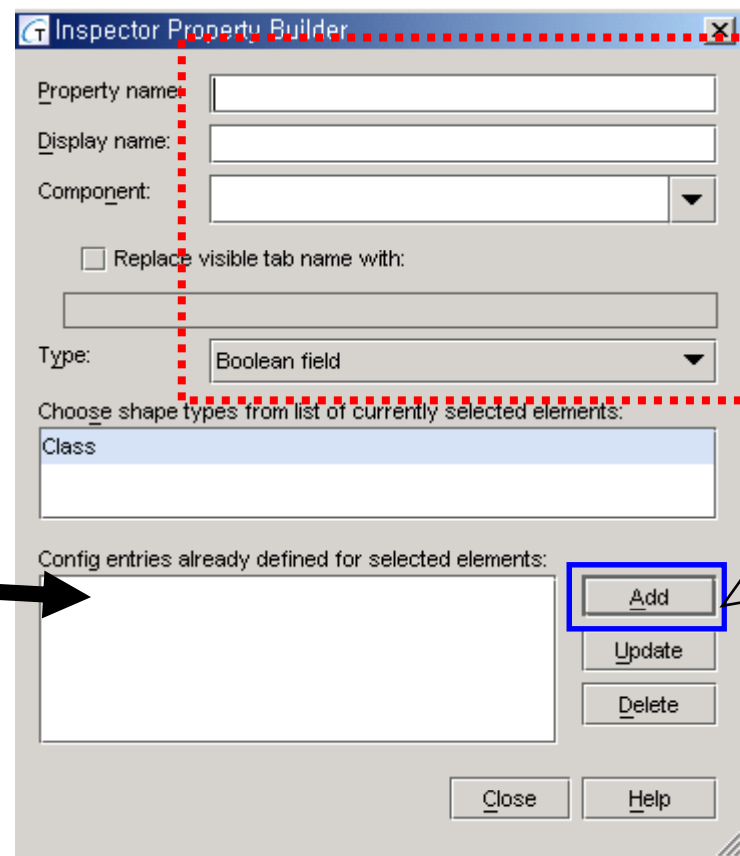 Inspector Property Builder
Property name:
Display name:
Component:
Replace visible tab name with:
Type: Boolean field
Choose shape types from list of currently selected elements:
Class
Config entries already defined for selected elements:
Add
Update
Delete
Close Help